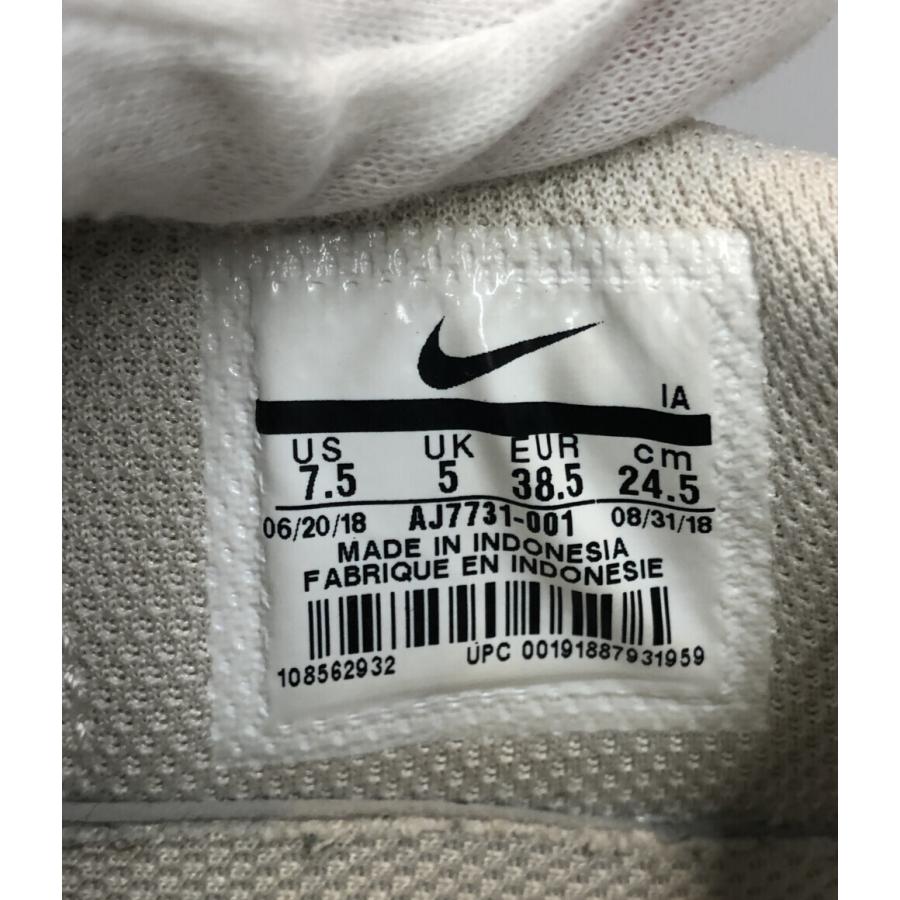 IA
US UK EUR cm
7.5 5 38.5 24.5
06/20/18 AJ7731-001 08/31/18
MADE IN INDONESIA
FABRIQUE EN INDONESIE
108562932 UPC 00191887931959